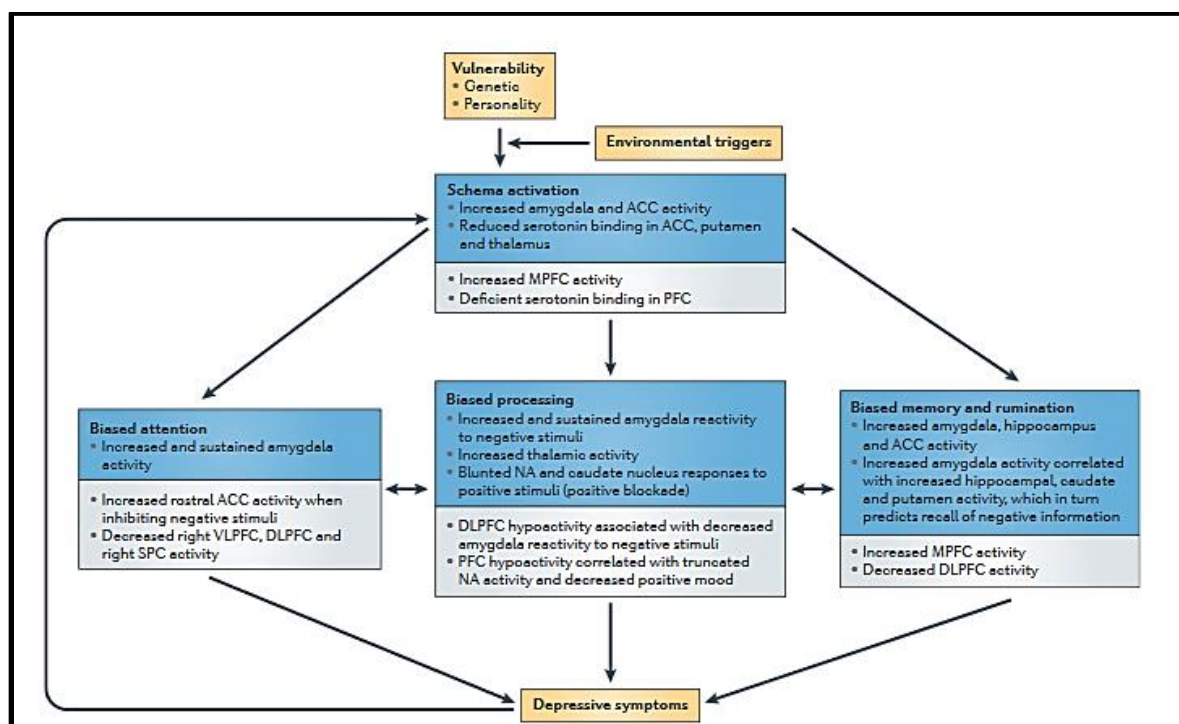 Vulnerability
• Genetic
• Personality
Environmental triggers
Schema activation
• Increased amygdala and ACC activity
• Reduced serotonin binding in ACC, putamen
and thalamus
• Increased MPFC activity
• Deficient serotonin binding in PFC
Biased attention
• Increased and sustained amygdala
activity
• Increased rostral ACC activity when
inhibiting negative stimuli
• Decreased right VLPFC, DLPFC and
right SPC activity
Biased processing
• Increased and sustained amygdala reactivity
to negative stimuli
• Increased thalamic activity
• Blunted NA and caudate nucleus responses to
positive stimuli (positive blockade)
• DLPFC hypoactivity associated with decreased
amygdala reactivity to negative stimuli
• PFC hypoactivity correlated with truncated
NA activity and decreased positive mood
Biased memory and rumination
• Increased amygdala, hippocampus
and ACC activity
• Increased amygdala activity correlated
with increased hippocampal, caudate
and putamen activity, which in turn
predicts recall of negative information
• Increased MPFC activity
• Decreased DLPFC activity
Depressive symptoms